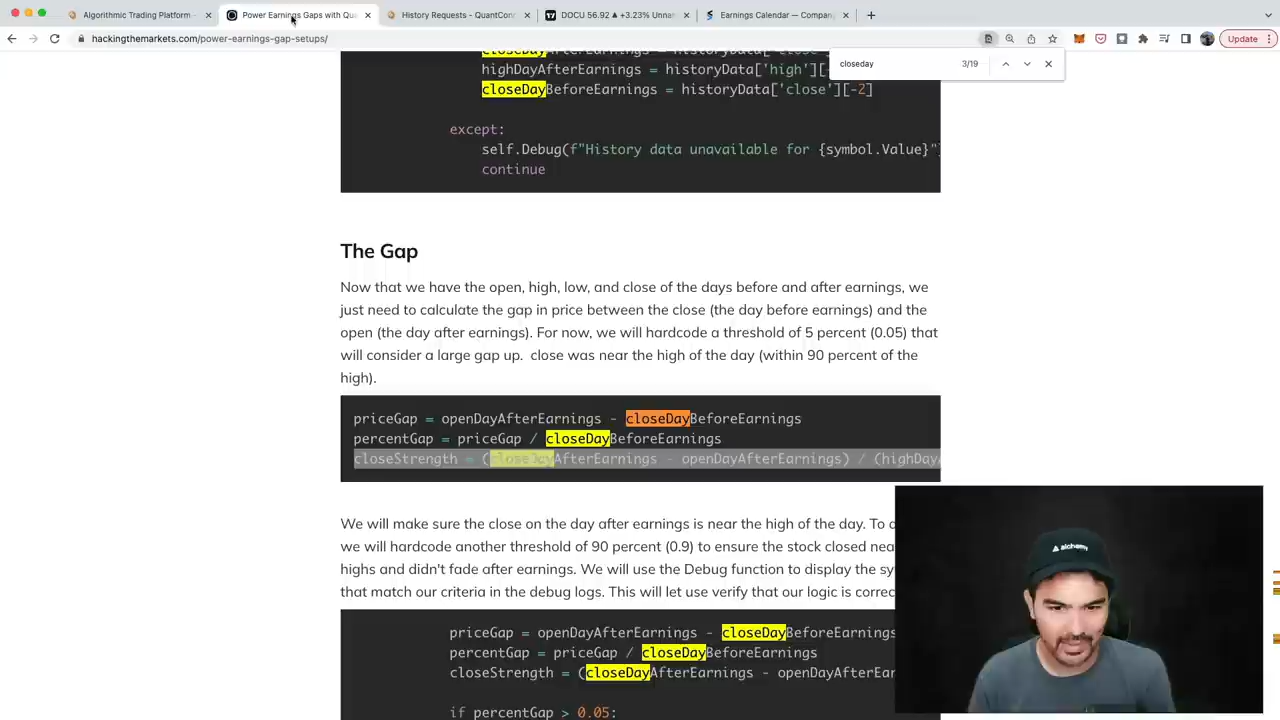 Algorithmic Trading Platform -
Power Earnings Gaps with Qua
History Requests - QuantConn
DOCU 56.92 ▲ +3.23% Unna
Earnings Calendar — Company
hackingthemarkets.com/power-earnings-gap-setups/
Update
closeday
3/19
closeDayAfterEarnings = historyData['close'][-
highDayAfterEarnings = historyData['high'][-
closeDayBeforeEarnings = historyData['close'][-2]
except:
self.Debug(f"History data unavailable for {symbol.Value}"
continue
The Gap
Now that we have the open, high, low, and close of the days before and after earnings, we
just need to calculate the gap in price between the close (the day before earnings) and the
open (the day after earnings). For now, we will hardcode a threshold of 5 percent (0.05) that
will consider a large gap up. close was near the high of the day (within 90 percent of the
high).
priceGap = openDayAfterEarnings - closeDayBeforeEarnings
percentGap = priceGap / closeDayBeforeEarnings
closeStrength = (closeDayAfterEarnings - openDayAfterEarnings) / (highDayA
We will make sure the close on the day after earnings is near the high of the day. To
we will hardcode another threshold of 90 percent (0.9) to ensure the stock closed nea
highs and didn't fade after earnings. We will use the Debug function to display the sy
that match our criteria in the debug logs. This will let use verify that our logic is correc
priceGap = openDayAfterEarnings - closeDayBeforeEarnings
percentGap = priceGap / closeDayBeforeEarnings
closeStrength = (closeDayAfterEarnings - openDayAfterEar
if percentGap > 0.05:
alchemy